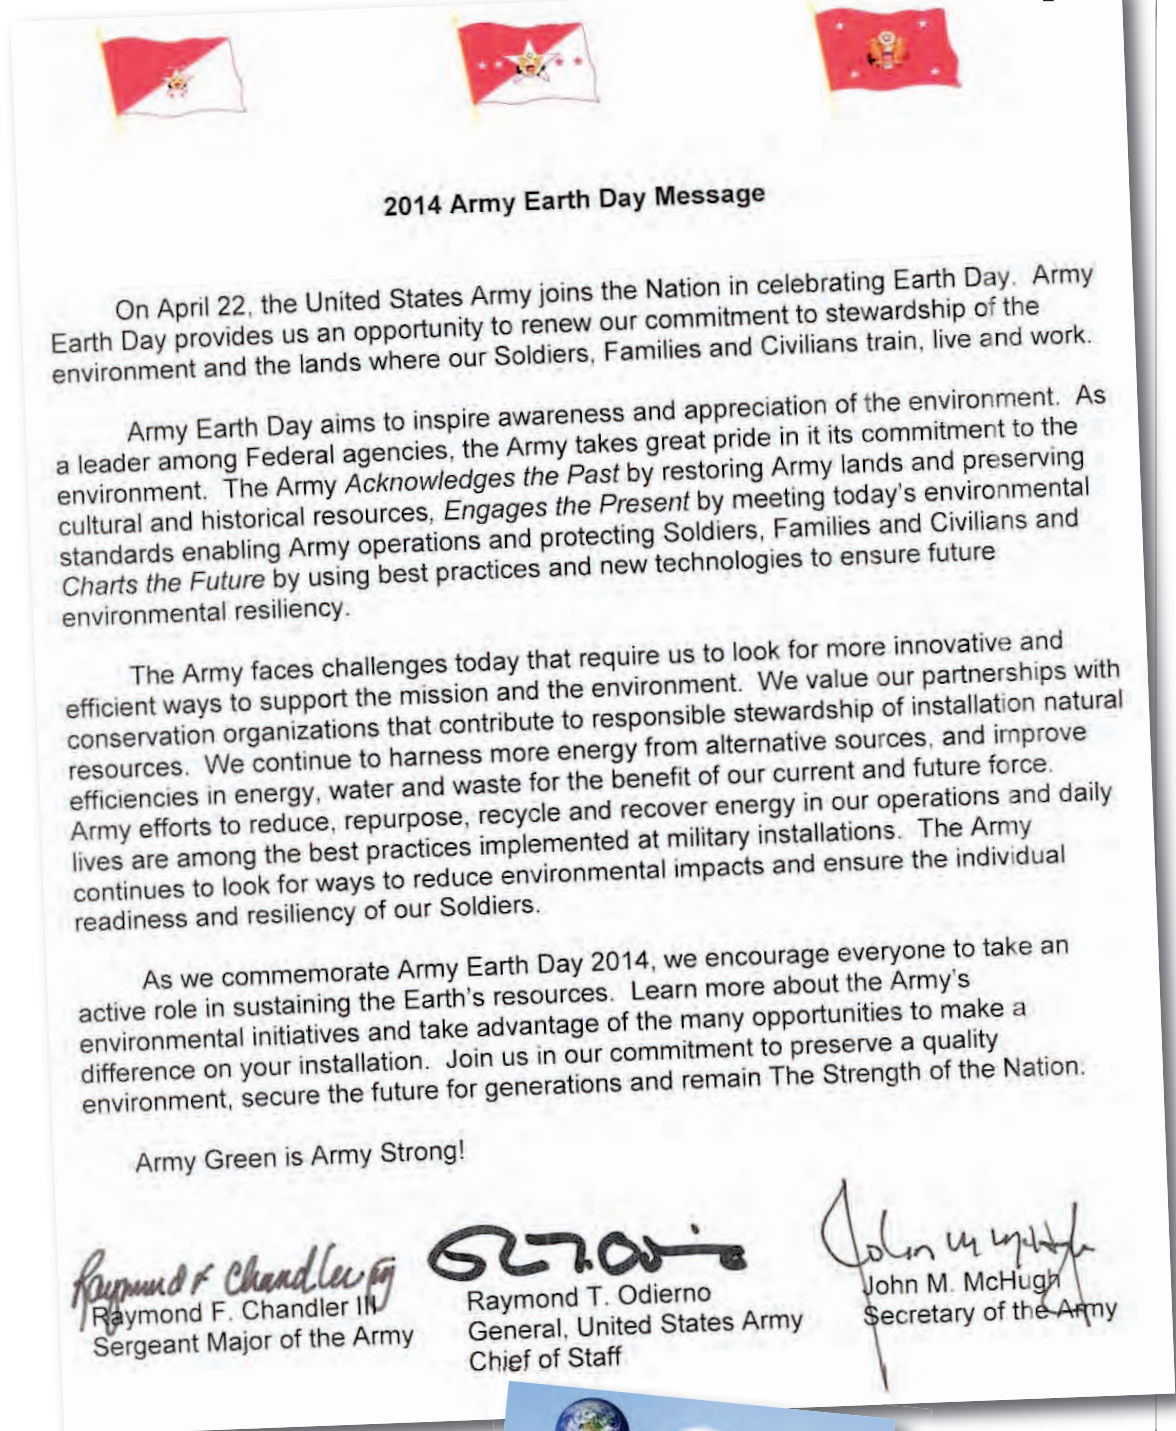 2014 Army Earth Day Message
On April 22, the United States Army joins the Nation in celebrating Earth Day. Army
Earth Day provides us an opportunity to renew our commitment to stewardship of the
environment and the lands where our Soldiers, Families and Civilians train, live and work.
Army Earth Day aims to inspire awareness and appreciation of the environment. As
a leader among Federal agencies, the Army takes great pride in it its commitment to the
environment. The Army Acknowledges the Past by restoring Army lands and preserving
cultural and historical resources, Engages the Present by meeting today's environmental
standards enabling Army operations and protecting Soldiers, Families and Civilians and
Charts the Future by using best practices and new technologies to ensure future
environmental resiliency.
The Army faces challenges today that require us to look for more innovative and
efficient ways to support the mission and the environment. We value our partnerships with
conservation organizations that contribute to responsible stewardship of installation natural
resources. We continue to harness more energy from alternative sources, and improve
efficiencies in energy, water and waste for the benefit of our current and future force.
Army efforts to reduce, repurpose, recycle and recover energy in our operations and daily
lives are among the best practices implemented at military installations. The Army
continues to look for ways to reduce environmental impacts and ensure the individual
readiness and resiliency of our Soldiers.
As we commemorate Army Earth Day 2014, we encourage everyone to take an
active role in sustaining the Earth's resources. Learn more about the Army's
environmental initiatives and take advantage of the many opportunities to make a
difference on your installation. Join us in our commitment to preserve a quality
environment, secure the future for generations and remain The Strength of the Nation.
Army Green is Army Strong!
Raymond F Chandler III
Raymond F. Chandler III
Sergeant Major of the Army
Raymond T. Odierno
General, United States Army
Chief of Staff
John M McHugh
John M. McHugh
Secretary of the Army